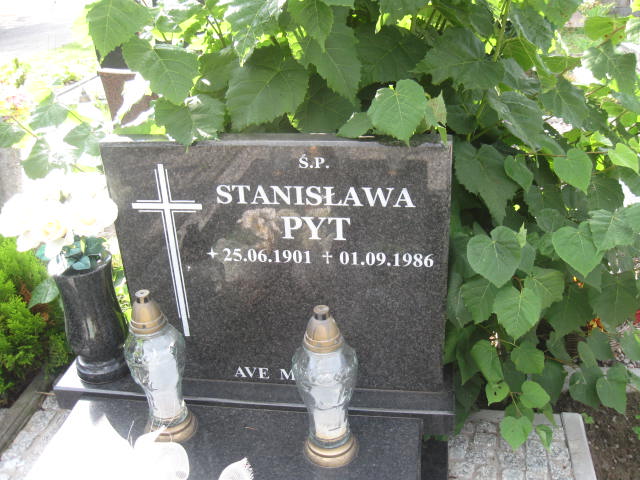 Ś.P.
STANISŁAWA
PYT
* 25.06.1901 † 01.09.1986
AVE